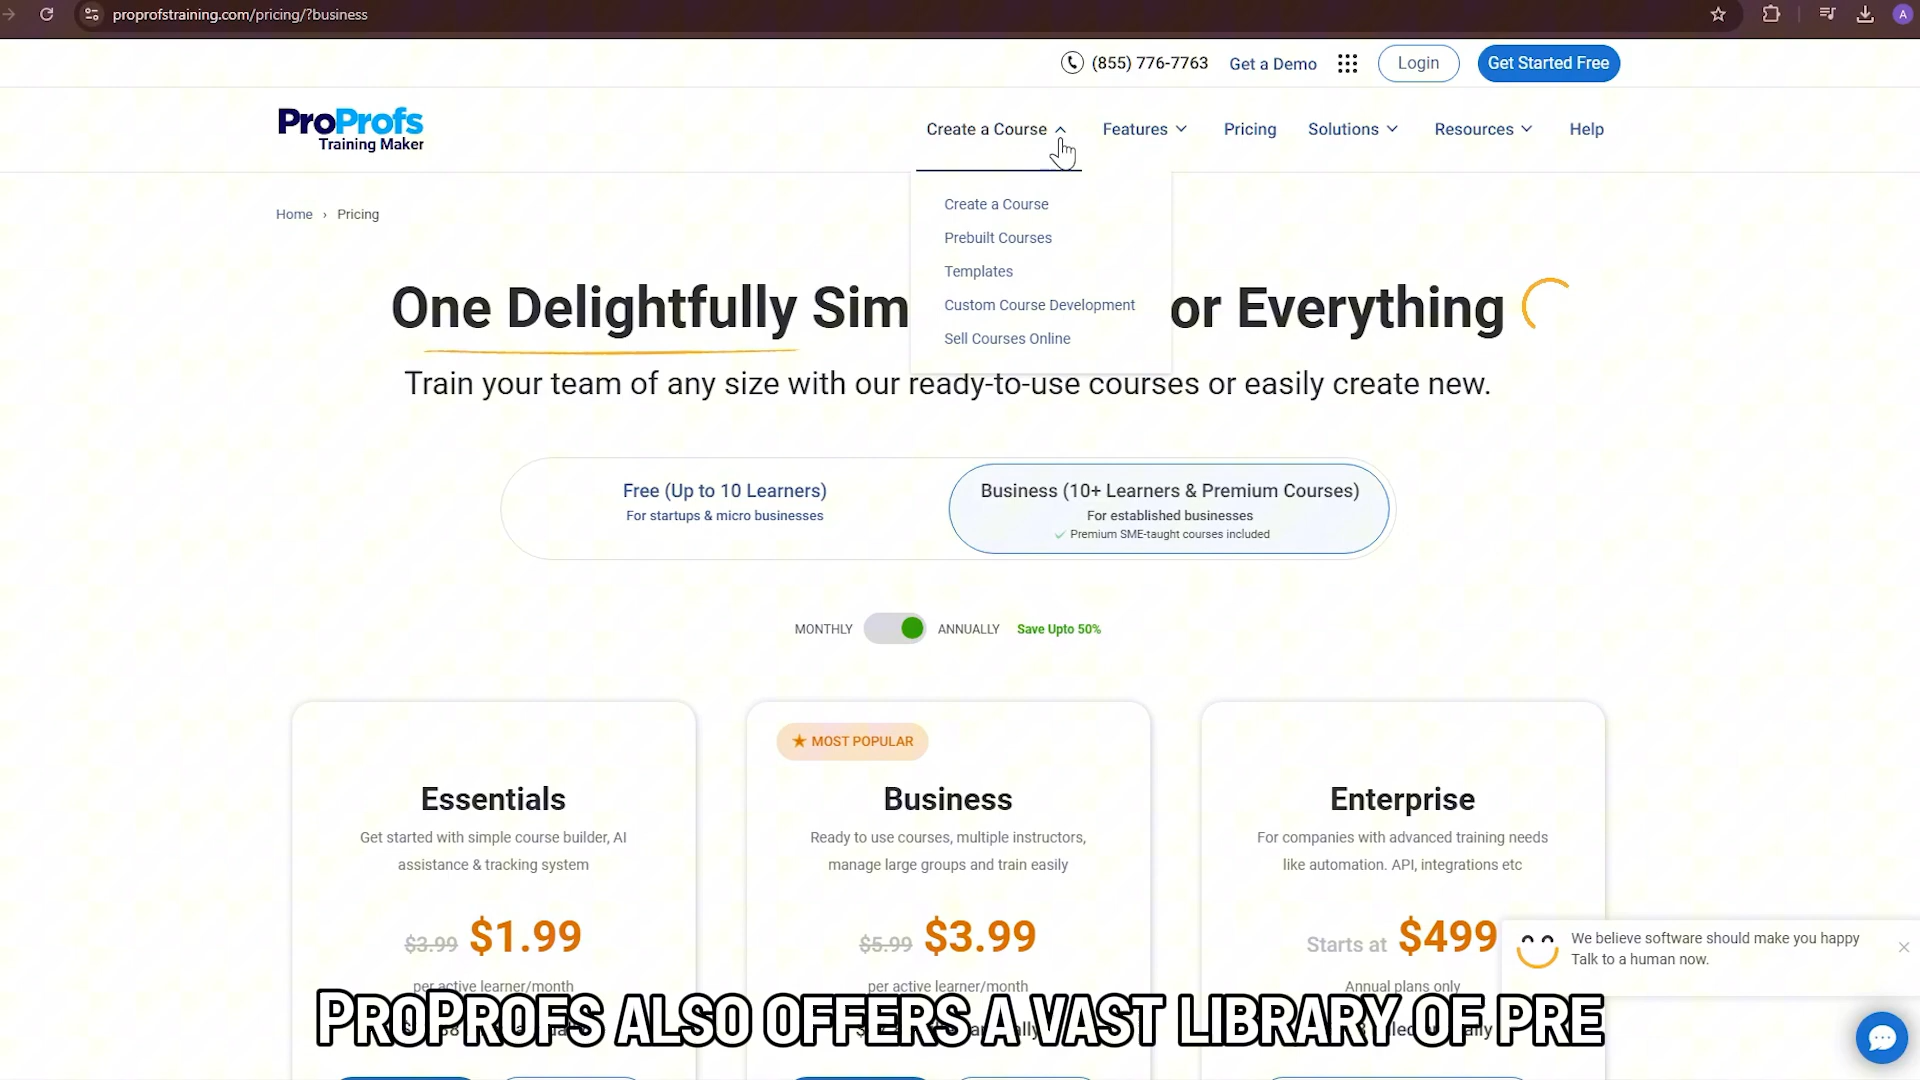 proprofstraining.com/pricing/?business
A
(855) 776-7763
Get a Demo
Login
Get Started Free
ProProfs
Training Maker
Create a Course
Features
Pricing
Solutions
Resources
Help
Create a Course
Prebuilt Courses
Templates
Custom Course Development
Sell Courses Online
Home › Pricing
One Delightfully Sim or Everything
Train your team of any size with our ready-to-use courses or easily create new.
Free (Up to 10 Learners)
For startups & micro businesses
Business (10+ Learners & Premium Courses)
For established businesses
Premium SME-taught courses included
MONTHLY
ANNUALLY
Save Upto 50%
Essentials
Get started with simple course builder, AI
assistance & tracking system
$3.99 $1.99
per active learner/month
MOST POPULAR
Business
Ready to use courses, multiple instructors,
manage large groups and train easily
$5.99 $3.99
per active learner/month
Enterprise
For companies with advanced training needs
like automation. API, integrations etc
Starts at $499
Annual plans only
We believe software should make you happy
Talk to a human now.
PROPROFS ALSO OFFERS A VAST LIBRARY OF PRE